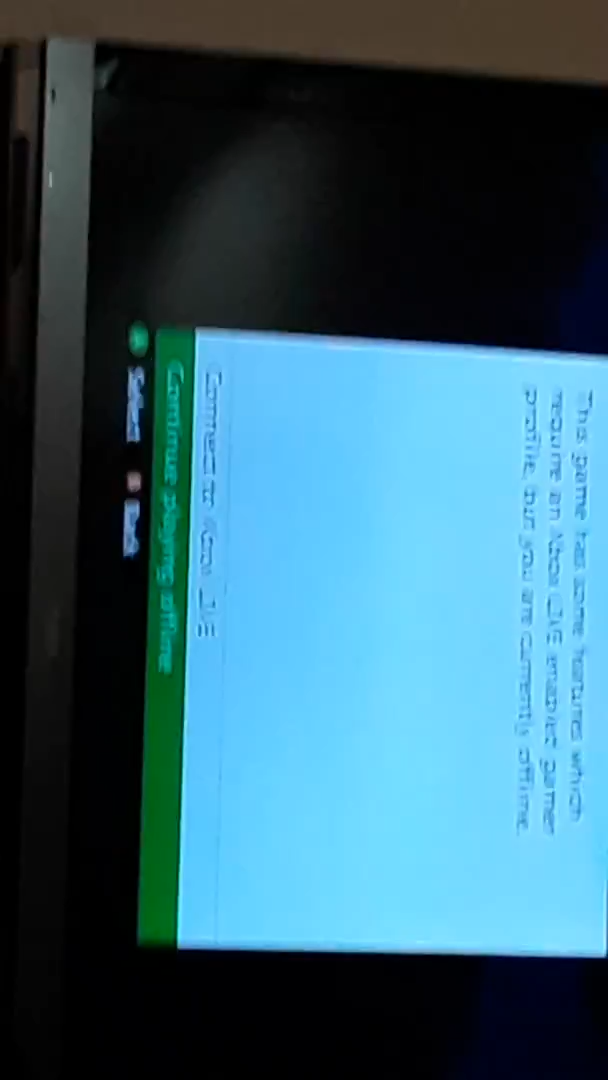 This game has some features which
require an Xbox LIVE enabled gamer
profile, but you are currently offline.
Connect to Xbox LIVE
Continue playing offline
A Select B Back